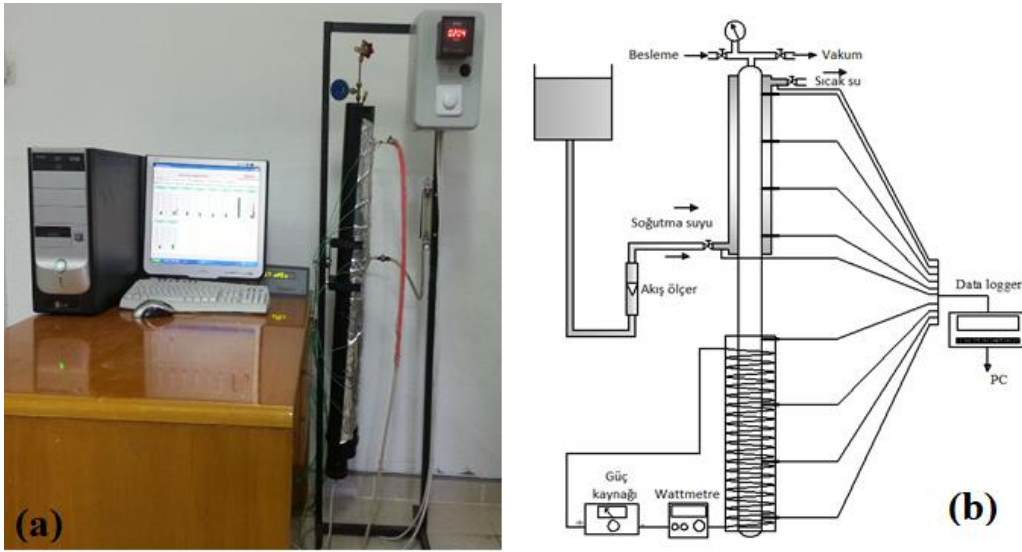 (a)
Besleme
Vakum
Sıcak su
Soğutma suyu
Akış ölçer
Data logger
PC
Güç
kaynağı
Wattmetre
(b)